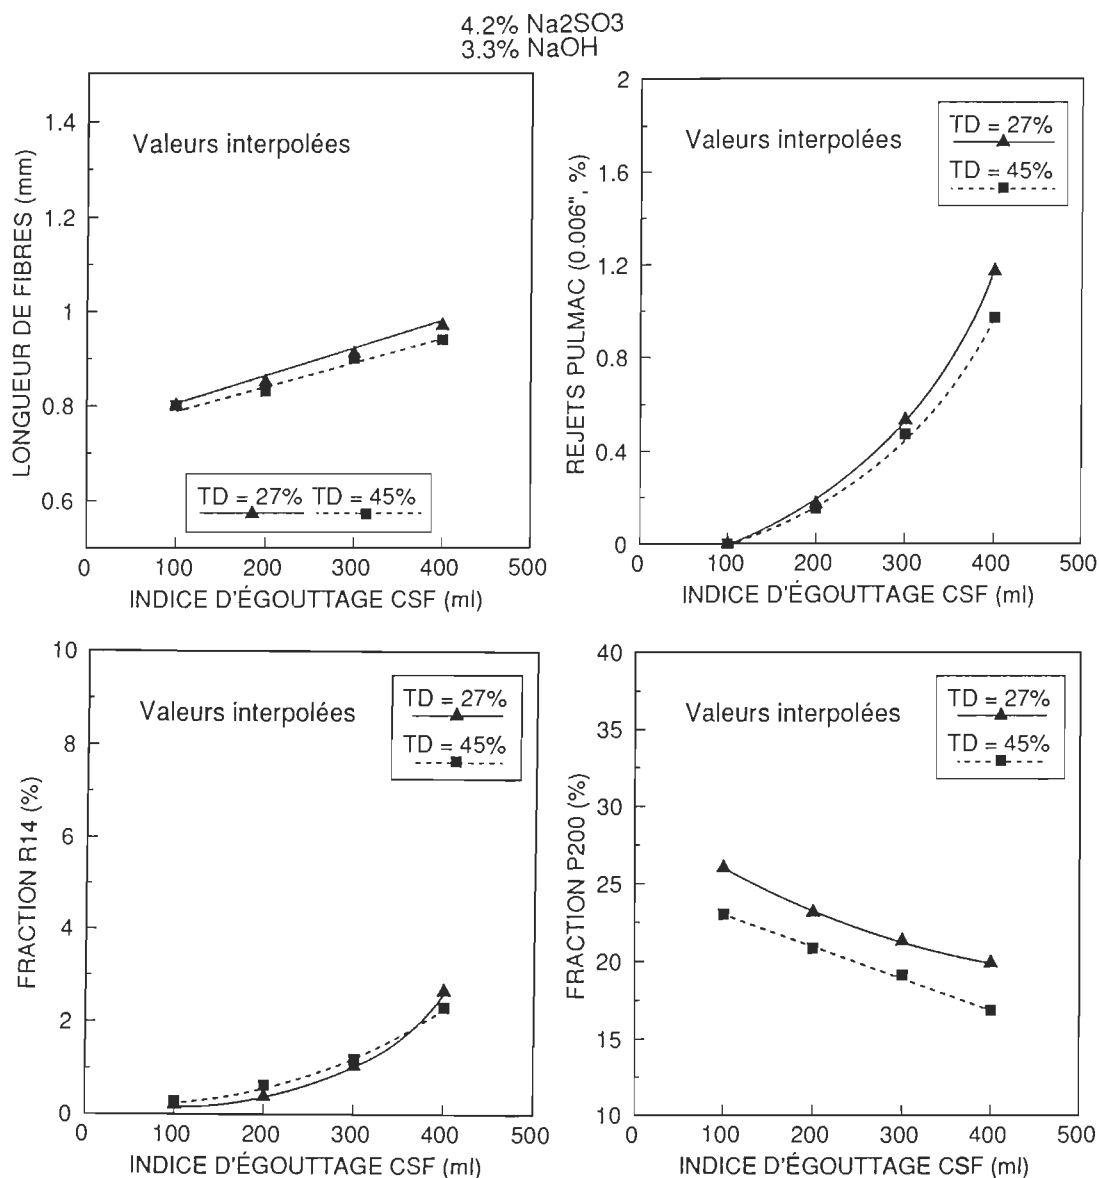 4.2% Na2SO3
3.3% NaOH
LONGUEUR DE FIBRES (mm)
1.4
1.2
1
0.8
0.6
Valeurs interpolées
TD = 27% TD = 45%
0 100 200 300 400 500
INDICE D'ÉGOUTTAGE CSF (ml)
REJETS PULMAC (0.006", %)
2
1.6
1.2
0.8
0.4
0
Valeurs interpolées
TD = 27%
TD = 45%
0 100 200 300 400 500
INDICE D'ÉGOUTTAGE CSF (ml)
FRACTION R14 (%)
10
8
6
4
2
0
Valeurs interpolées
TD = 27%
TD = 45%
0 100 200 300 400 500
INDICE D'ÉGOUTTAGE CSF (ml)
FRACTION P200 (%)
40
35
30
25
20
15
10
Valeurs interpolées
TD = 27%
TD = 45%
0 100 200 300 400 500
INDICE D'ÉGOUTTAGE CSF (ml)